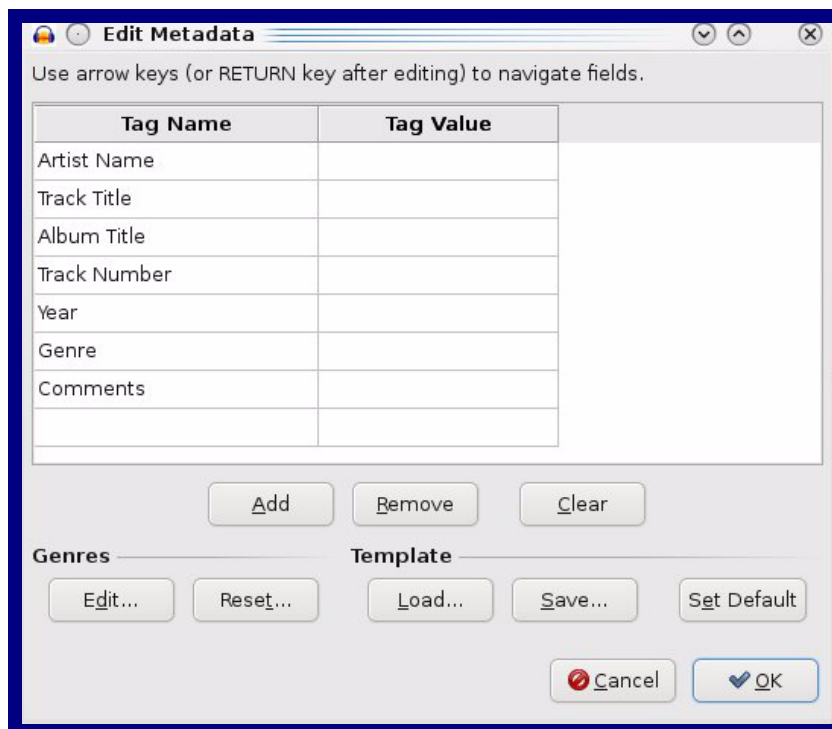 Edit Metadata
Use arrow keys (or RETURN key after editing) to navigate fields.
Tag Name Tag Value
Artist Name
Track Title
Album Title
Track Number
Year
Genre
Comments
Add Remove Clear
Genres Template
Edit... Reset... Load... Save... Set Default
Cancel OK